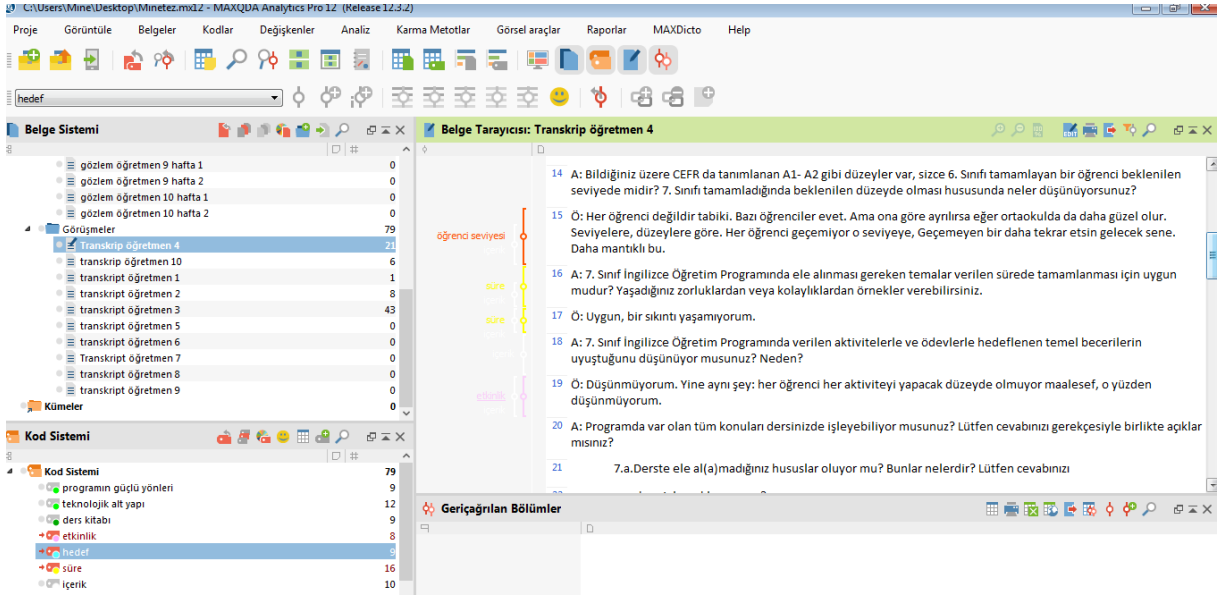 C:\Users\Mine\Desktop\Minetez.mx12 - MAXQDA Analytics Pro 12 (Release 12.3.2)
Proje Görüntüle Belgeler Kodlar Değişkenler Analiz Karma Metotlar Görsel araçlar Raporlar MAXDicto Help
hedef
Belge Sistemi
gözlem öğretmen 9 hafta 1 0
gözlem öğretmen 9 hafta 2 0
gözlem öğretmen 10 hafta 1 0
gözlem öğretmen 10 hafta 2 0
Görüşmeler 79
Transkrip öğretmen 4 21
transkrip öğretmen 10 6
transkript öğretmen 1 1
transkript öğretmen 2 8
transkript öğretmen 3 43
transkript öğretmen 5 0
transkript öğretmen 6 0
Transkript öğretmen 7 0
transkript öğretmen 8 0
transkript öğretmen 9 0
Kümeler 0
Kod Sistemi
Kod Sistemi 79
programın güçlü yönleri 9
teknolojik alt yapı 12
ders kitabı 9
etkinlik 8
hedef 9
süre 16
içerik 10
Belge Tarayıcısı: Transkrip öğretmen 4
14 A: Bildiğiniz üzere CEFR da tanımlanan A1- A2 gibi düzeyler var, sizce 6. Sınıfı tamamlayan bir öğrenci beklenilen
seviyede midir? 7. Sınıfı tamamladığında beklenilen düzeyde olması hususunda neler düşünüyorsunuz?
öğrenci seviyesi
15 Ö: Her öğrenci değildir tabiki. Bazı öğrenciler evet. Ama ona göre ayrılırsa eğer ortaokulda da daha güzel olur.
Seviyelere, düzeylere göre. Her öğrenci geçemiyor o seviyeye, Geçemeyen bir daha tekrar etsin gelecek sene.
Daha mantıklı bu.
süre
16 A: 7. Sınıf İngilizce Öğretim Programında ele alınması gereken temalar verilen sürede tamamlanması için uygun
mudur? Yaşadığınız zorluklardan veya kolaylıklardan örnekler verebilirsiniz.
süre
17 Ö: Uygun, bir sıkıntı yaşamıyorum.
18 A: 7. Sınıf İngilizce Öğretim Programında verilen aktivitelerle ve ödevlerle hedeflenen temel becerilerin
uyuştuğunu düşünüyor musunuz? Neden?
etkinlik
19 Ö: Düşünmüyorum. Yine aynı şey: her öğrenci her aktiviteyi yapacak düzeyde olmuyor maalesef, o yüzden
düşünmüyorum.
20 A: Programda var olan tüm konuları dersinizde işleyebiliyor musunuz? Lütfen cevabınızı gerekçesiyle birlikte açıklar
mısınız?
21 7.a.Derste ele al(a)madığınız hususlar oluyor mu? Bunlar nelerdir? Lütfen cevabınızı
Geriçağrılan Bölümler